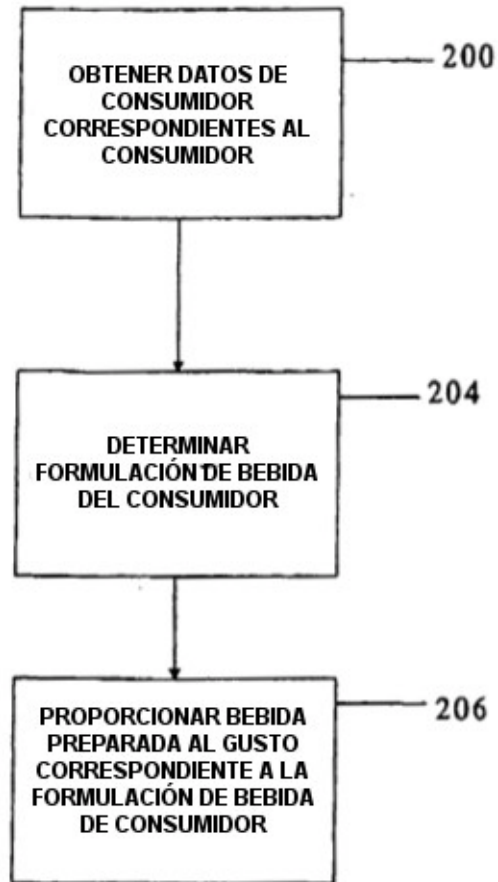 OBTENER DATOS DE
CONSUMIDOR
CORRESPONDIENTES AL
CONSUMIDOR
200
DETERMINAR
FORMULACIÓN DE BEBIDA
DEL CONSUMIDOR
204
PROPORCIONAR BEBIDA
PREPARADA AL GUSTO
CORRESPONDIENTE A LA
FORMULACIÓN DE BEBIDA
DE CONSUMIDOR
206